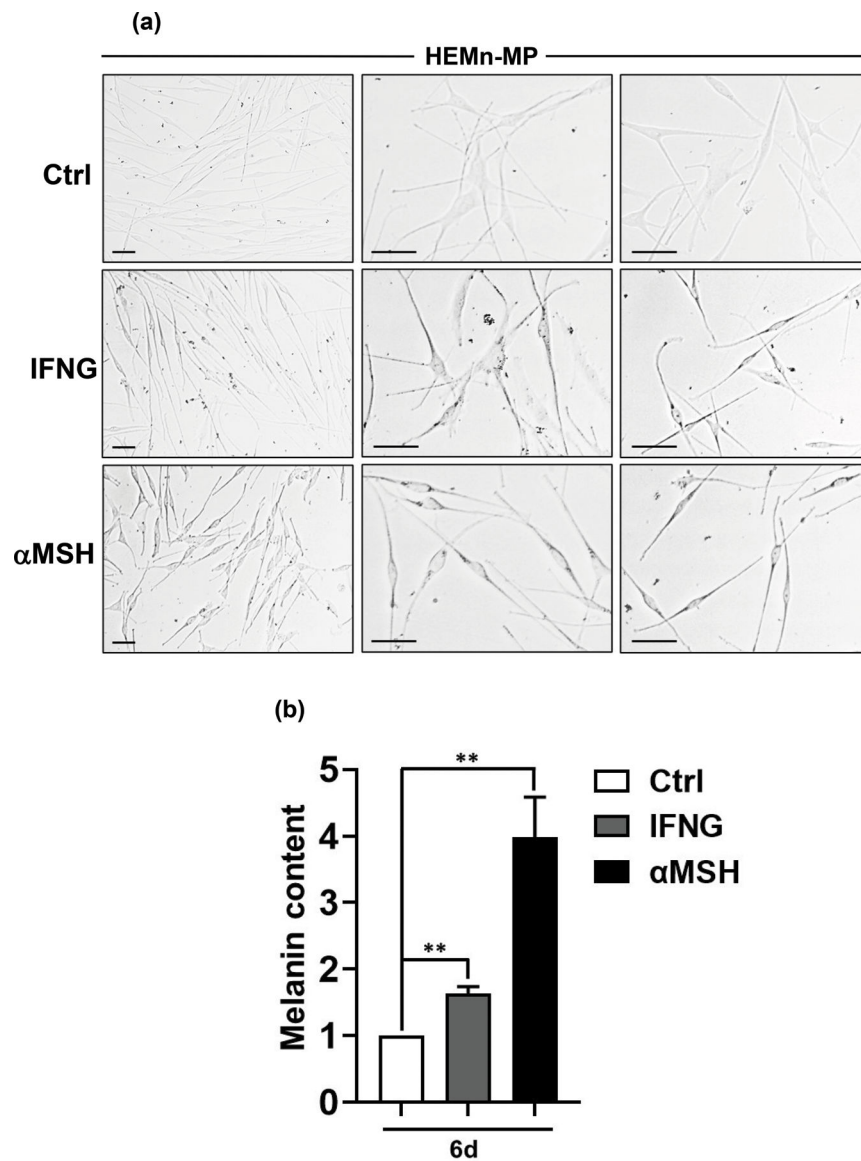 (a)
HEMn-MP
Ctrl
IFNG
αMSH
(b)
5
4
3
2
1
0
Melanin content
**
**
Ctrl
IFNG
αMSH
6d